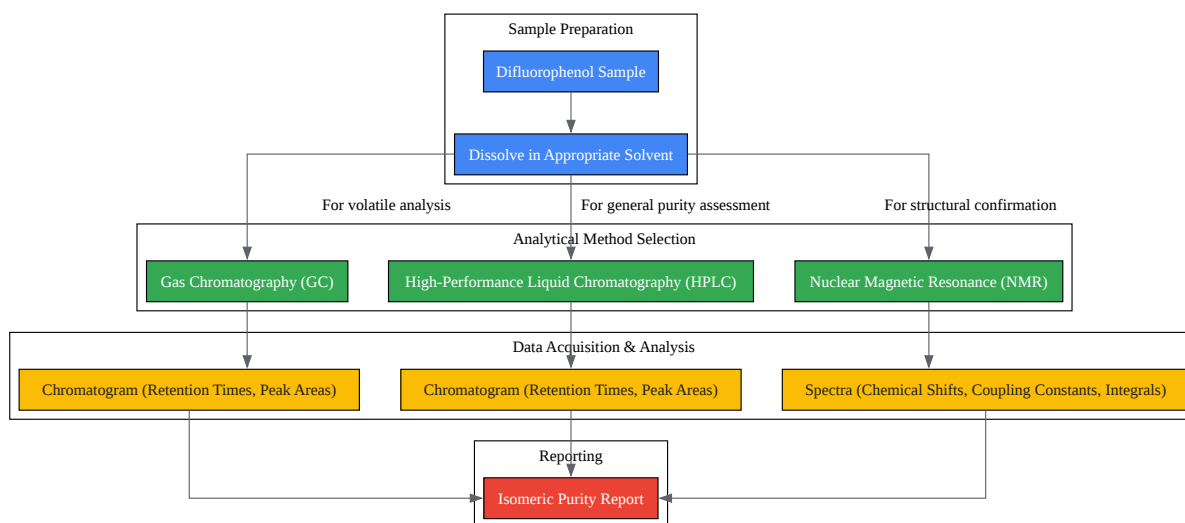 Sample Preparation
Difluorophenol Sample
Dissolve in Appropriate Solvent
For volatile analysis
For general purity assessment
For structural confirmation
Analytical Method Selection
Gas Chromatography (GC)
High-Performance Liquid Chromatography (HPLC)
Nuclear Magnetic Resonance (NMR)
Data Acquisition & Analysis
Chromatogram (Retention Times, Peak Areas)
Chromatogram (Retention Times, Peak Areas)
Spectra (Chemical Shifts, Coupling Constants, Integrals)
Reporting
Isomeric Purity Report